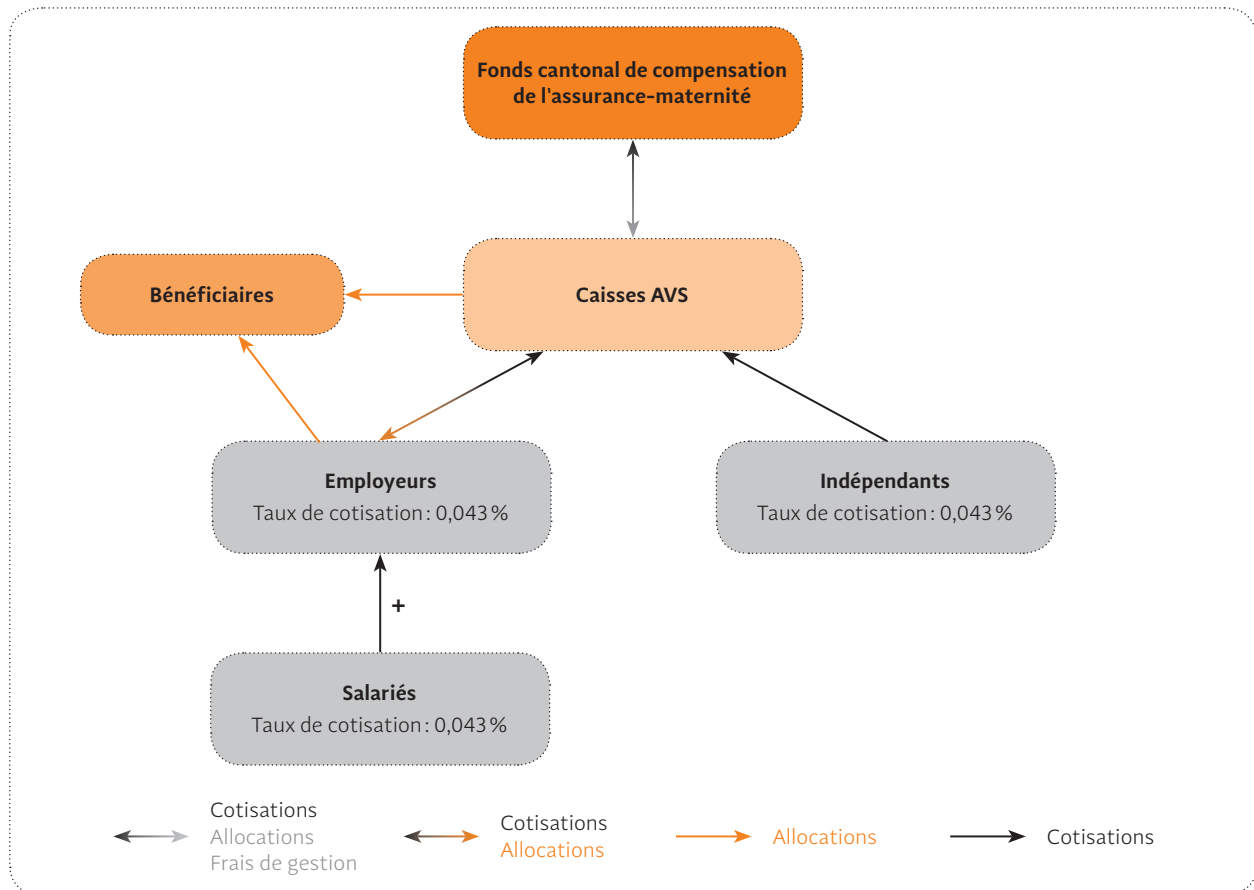 Fonds cantonal de compensation
de l'assurance-maternité
Bénéficiaires
Caisses AVS
Employeurs
Taux de cotisation : 0,043 %
Indépendants
Taux de cotisation : 0,043 %
+
Salariés
Taux de cotisation : 0,043 %
Cotisations
Allocations
Frais de gestion
Cotisations
Allocations
Allocations
Cotisations